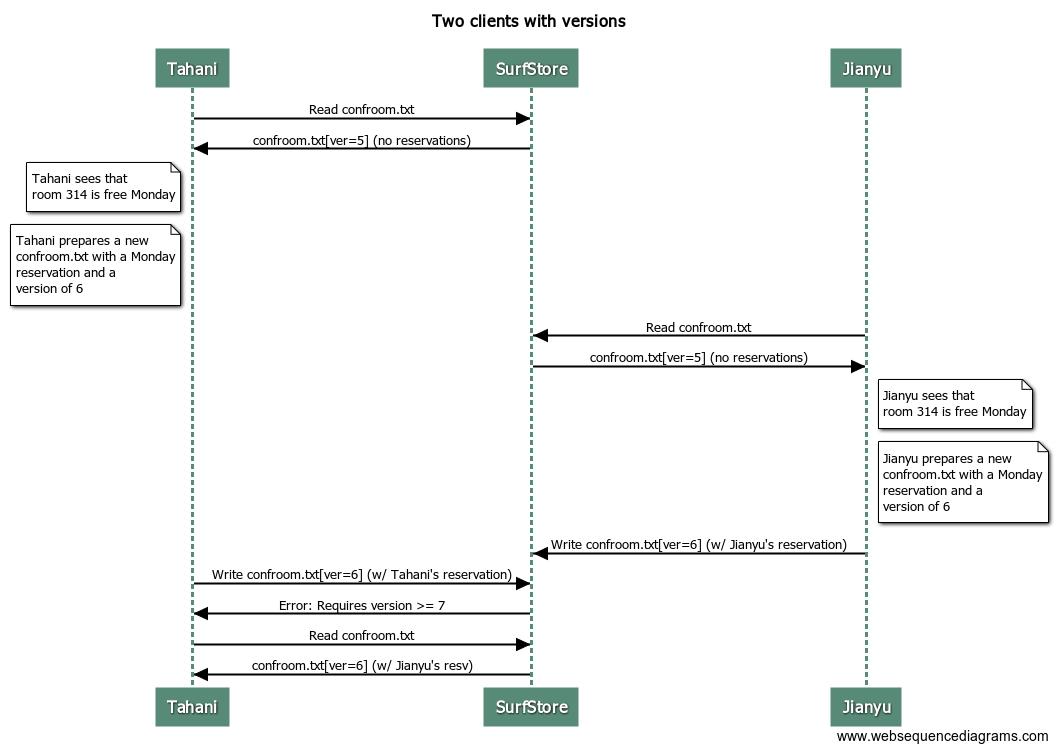 Two clients with versions
Tahani
SurfStore
Jianyu
Read confroom.txt
confroom.txt[ver=5] (no reservations)
Tahani sees that
room 314 is free Monday
Tahani prepares a new
confroom.txt with a Monday
reservation and a
version of 6
Read confroom.txt
confroom.txt[ver=5] (no reservations)
Jianyu sees that
room 314 is free Monday
Jianyu prepares a new
confroom.txt with a Monday
reservation and a
version of 6
Write confroom.txt[ver=6] (w/ Jianyu's reservation)
Write confroom.txt[ver=6] (w/ Tahani's reservation)
Error: Requires version >= 7
Read confroom.txt
confroom.txt[ver=6] (w/ Jianyu's resv)
Tahani
SurfStore
Jianyu
www.websequencediagrams.com